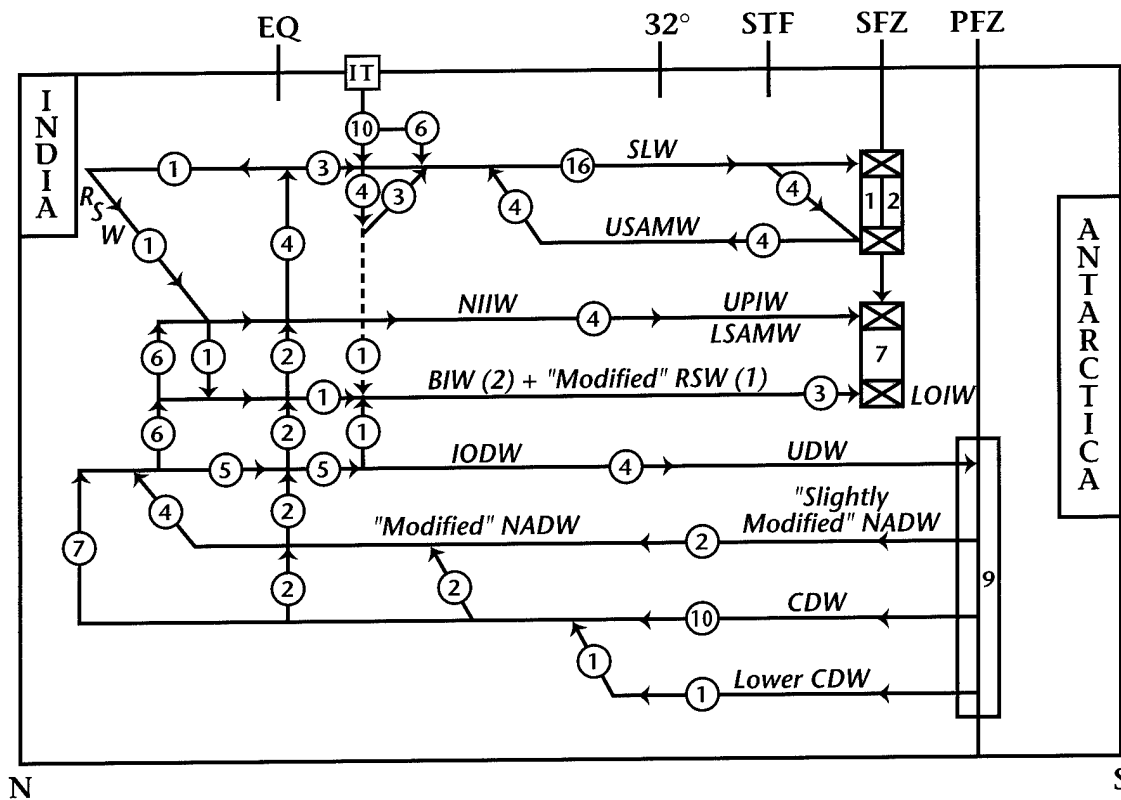 EQ 32° STF SFZ PFZ
IT
INDIA
ANTARCTICA
10 6
1 3 16 SLW
4 3 4
RSW
4 1 2
1 4 USAMW 4
NIIW 4 UPIW
LSAMW
6 1 2 1 7
BIW (2) + "Modified" RSW (1)
1 3 LOIW
6 2 1
5 5 IODW 4 UDW
4 2 "Slightly
"Modified" NADW 2 Modified" NADW
7
2 2 9
10 CDW
1
1 Lower CDW
N S